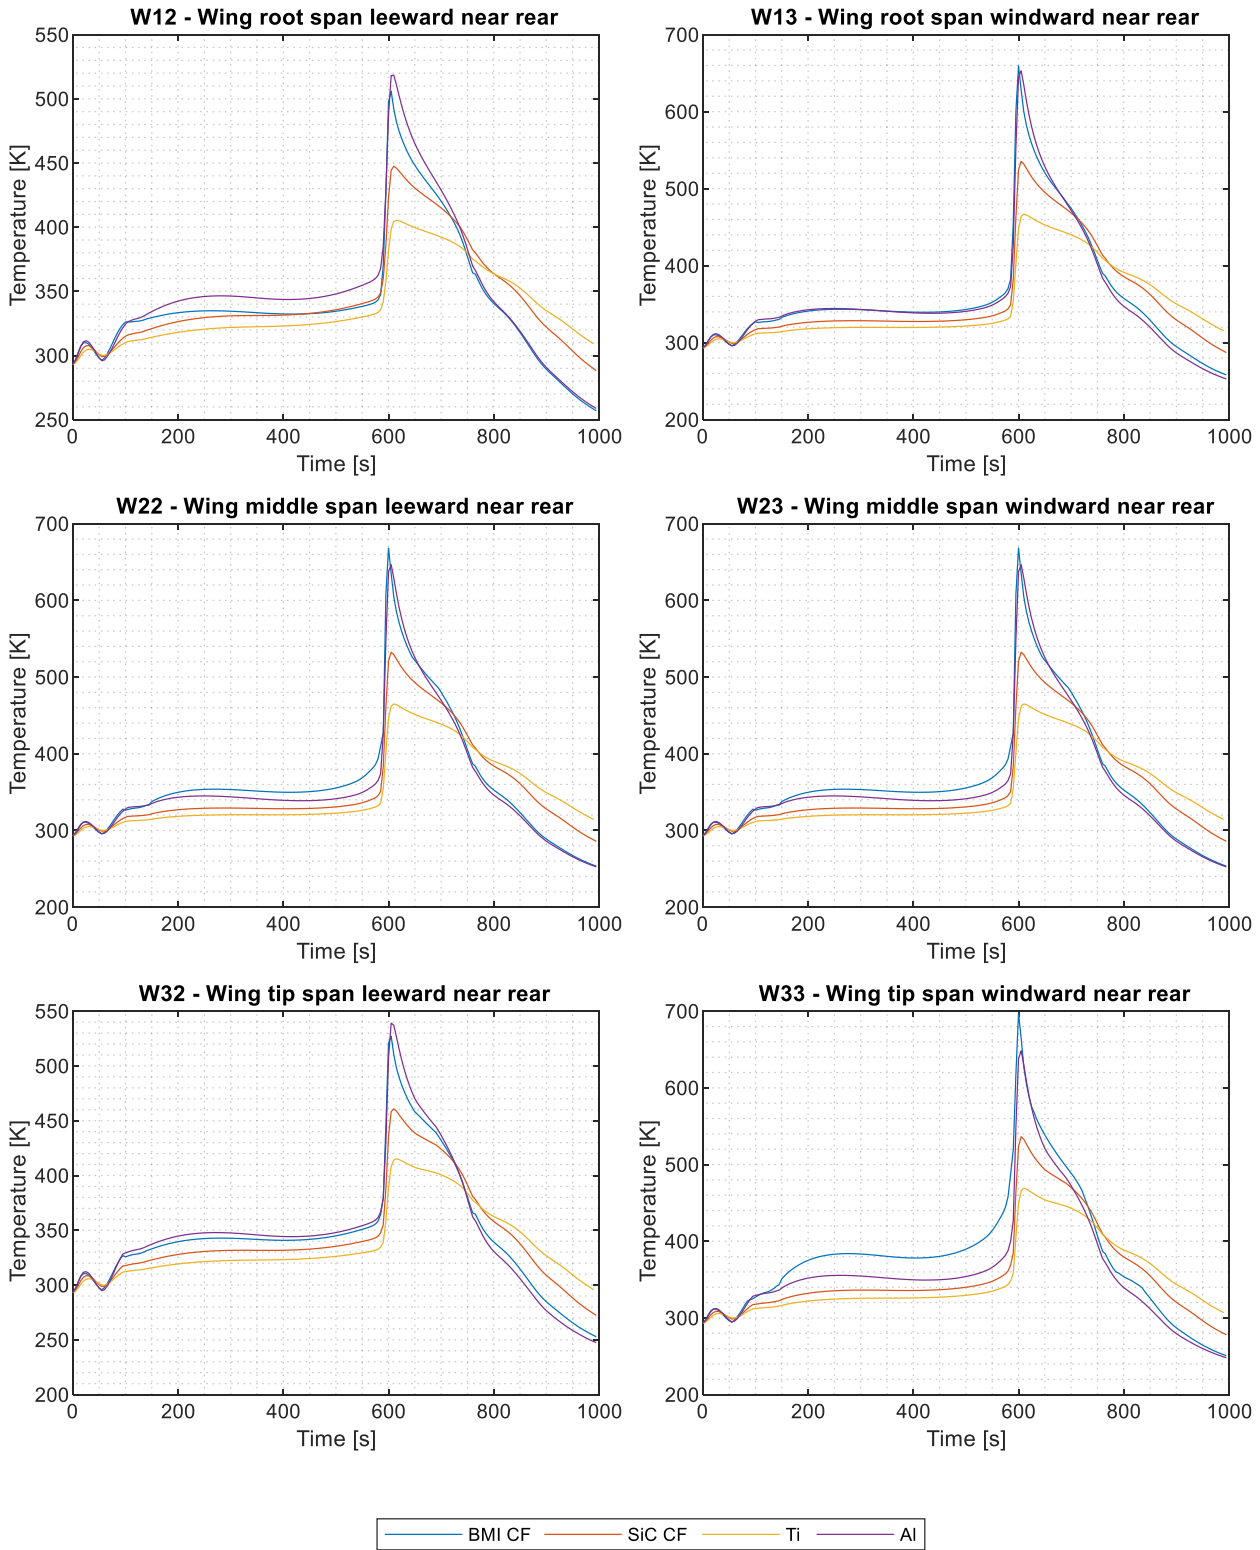 W12 - Wing root span leeward near rear
550
500
450
400
350
300
250
0 200 400 600 800 1000
Temperature [K]
Time [s]
W13 - Wing root span windward near rear
700
600
500
400
300
200
0 200 400 600 800 1000
Temperature [K]
Time [s]
W22 - Wing middle span leeward near rear
700
600
500
400
300
200
0 200 400 600 800 1000
Temperature [K]
Time [s]
W23 - Wing middle span windward near rear
700
600
500
400
300
200
0 200 400 600 800 1000
Temperature [K]
Time [s]
W32 - Wing tip span leeward near rear
550
500
450
400
350
300
250
200
0 200 400 600 800 1000
Temperature [K]
Time [s]
W33 - Wing tip span windward near rear
700
600
500
400
300
200
0 200 400 600 800 1000
Temperature [K]
Time [s]
BMI CF SiC CF Ti Al